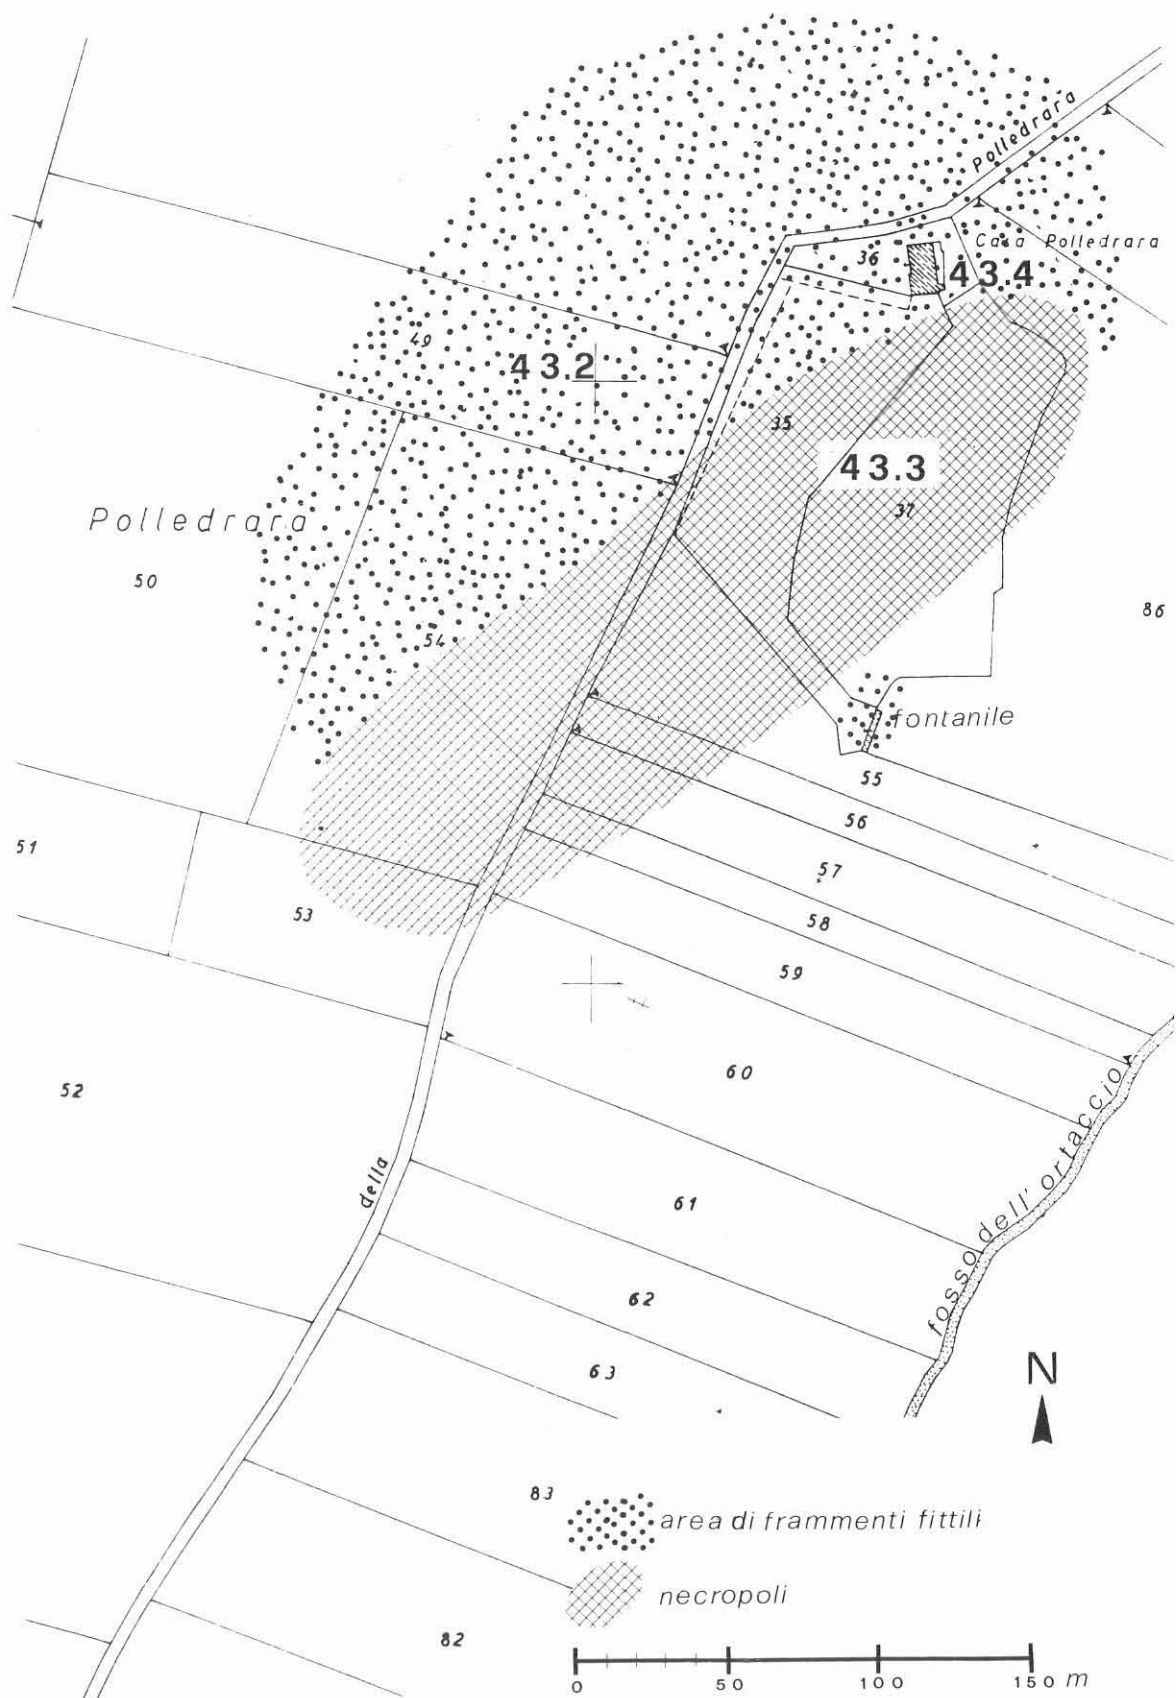 Polledrara
Casa Polledrara
36
43.4
49
43.2
35
43.3
37
Polledrara
50
86
54
fontanile
55
51
56
57
53
58
59
52
60
della
61
fosso dell'ortaccio
62
63
N
83
area di frammenti fittili
necropoli
82
0 50 100 150 m